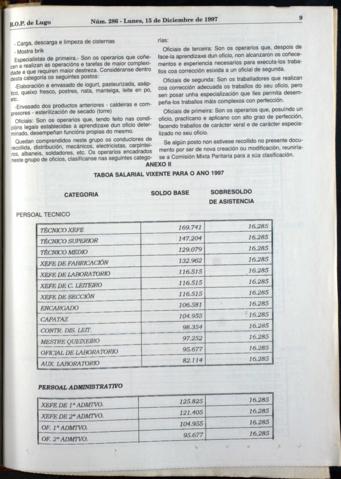 B.O.P. de Lugo
Núm. 286 - Lunes, 15 de Diciembre de 1997
9
- Carga, descarga e limpeza de cisternas
- Mostra brik
Especialistas de primeira.- Son os operarios que coñe-
cen a realizan as operacións e tarefas de maior complexi-
dade e que requiren maior destreza. Consideranse dentro
desta categoría os seguintes postos:
Elaboración e envasado de iogurt, pasteurizado,
queixo fresco, postres, nata, manteiga, leite en po,
etc.
Envasado dos productos anteriores - calderas e com-
presores - esterilización de secado (torre)
Oficiais: Son os operarios que, tendo feito nas condi-
cións legais establecidas a aprendizaxe dun oficio deter-
minado, desempeñan funcións propias do mesmo.
Quedan comprendidos neste grupo os conductores de
recollida, distribución, mecánicos, electricistas, carpintei-
ros, albaneis, soldadores, etc. Os operarios encadrados
neste grupo de oficios, clasifícanse nas seguintes catego-
rías:
Oficiais de terceira: Son os operarios que, despois de
face-la aprendizaxe dun oficio, non alcanzaron os coñece-
mentos e experiencia necesarios para executa-los traba-
llos coa corrección esixida a un oficial de segunda.
Oficiais de segunda: Son os traballadores que realizan
coa corrección adecuada os traballos do seu oficio, pero
sen posuir unha especialización que lles permita desem-
peña-los traballos máis complexos con perfección.
Oficiais de primeira: Son os operarios que, posuindo un
oficio, practícano e aplícano con alto grao de perfección,
facendo traballos de carácter xeral e de carácter especia-
lizado no seu oficio.
Se algún posto non estivese recollido no presente docu-
mento por ser de nova creación ou modificación, reuniría-
se a Comisión Mixta Paritaria para a súa clasificación.
ANEXO II
TABOA SALARIAL VIXENTE PARA O ANO 1997
CATEGORIA SOLDO BASE SOBRESOLDO
DE ASISTENCIA
PERSOAL TECNICO
TÉCNICO XEFE 169.741 16.285
TÉCNICO SUPERIOR 147.204 16.285
TÉCNICO MEDIO 129.079 16.285
XEFE DE FABRICACIÓN 132.962 16.285
XEFE DE LABORATORIO 116.515 16.285
XEFE DE C. LEITEIRO 116.515 16.285
XEFE DE SECCIÓN 116.515 16.285
ENCARGADO 106.581 16.285
CAPATAZ 104.955 16.285
CONTR. DIS. LEIT. 98.354 16.285
MESTRE QUEIXEIRO 97.252 16.285
OFICIAL DE LABORATORIO 95.677 16.285
AUX. LABORATORIO 82.114 16.285
PERSOAL ADMINISTRATIVO
XEFE DE 1ª ADMTVO. 125.825 16.285
XEFE DE 2ª ADMTVO. 121.405 16.285
OF. 1ª ADMTVO. 104.955 16.285
OF. 2ª ADMTVO. 95.677 16.285